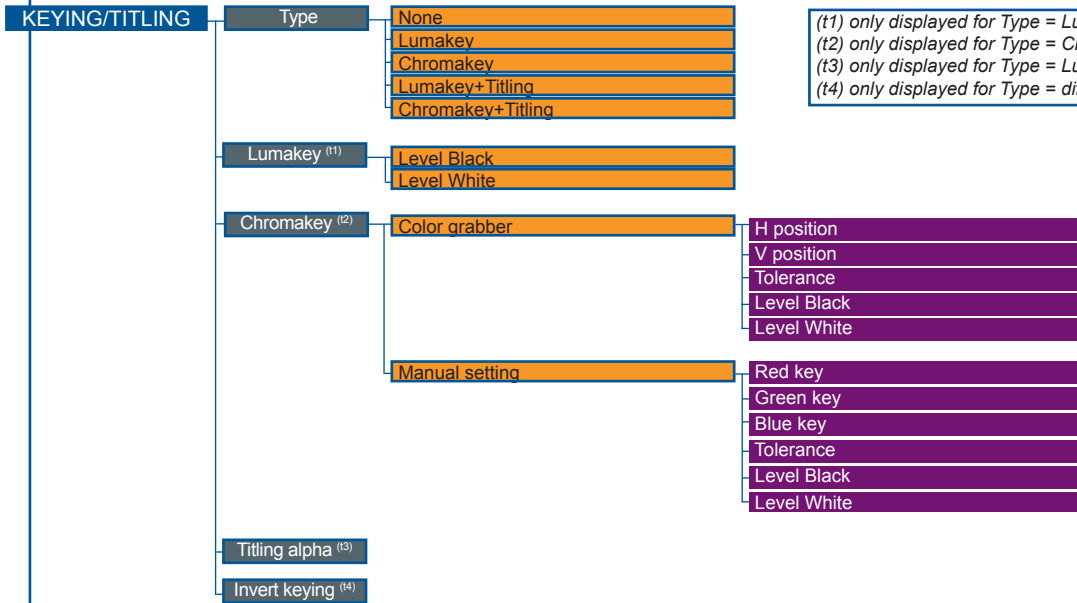 KEYING/TITLING
Type
None
Lumakey
Chromakey
Lumakey+Titling
Chromakey+Titling
(t1) only displayed for Type =
(t2) only displayed for Type =
(t3) only displayed for Type =
(t4) only displayed for Type =
Lumakey (t1)
Level Black
Level White
Chromakey (t2)
Color grabber
H position
V position
Tolerance
Level Black
Level White
Manual setting
Red key
Green key
Blue key
Tolerance
Level Black
Level White
Titling alpha (t3)
Invert keying (t4)